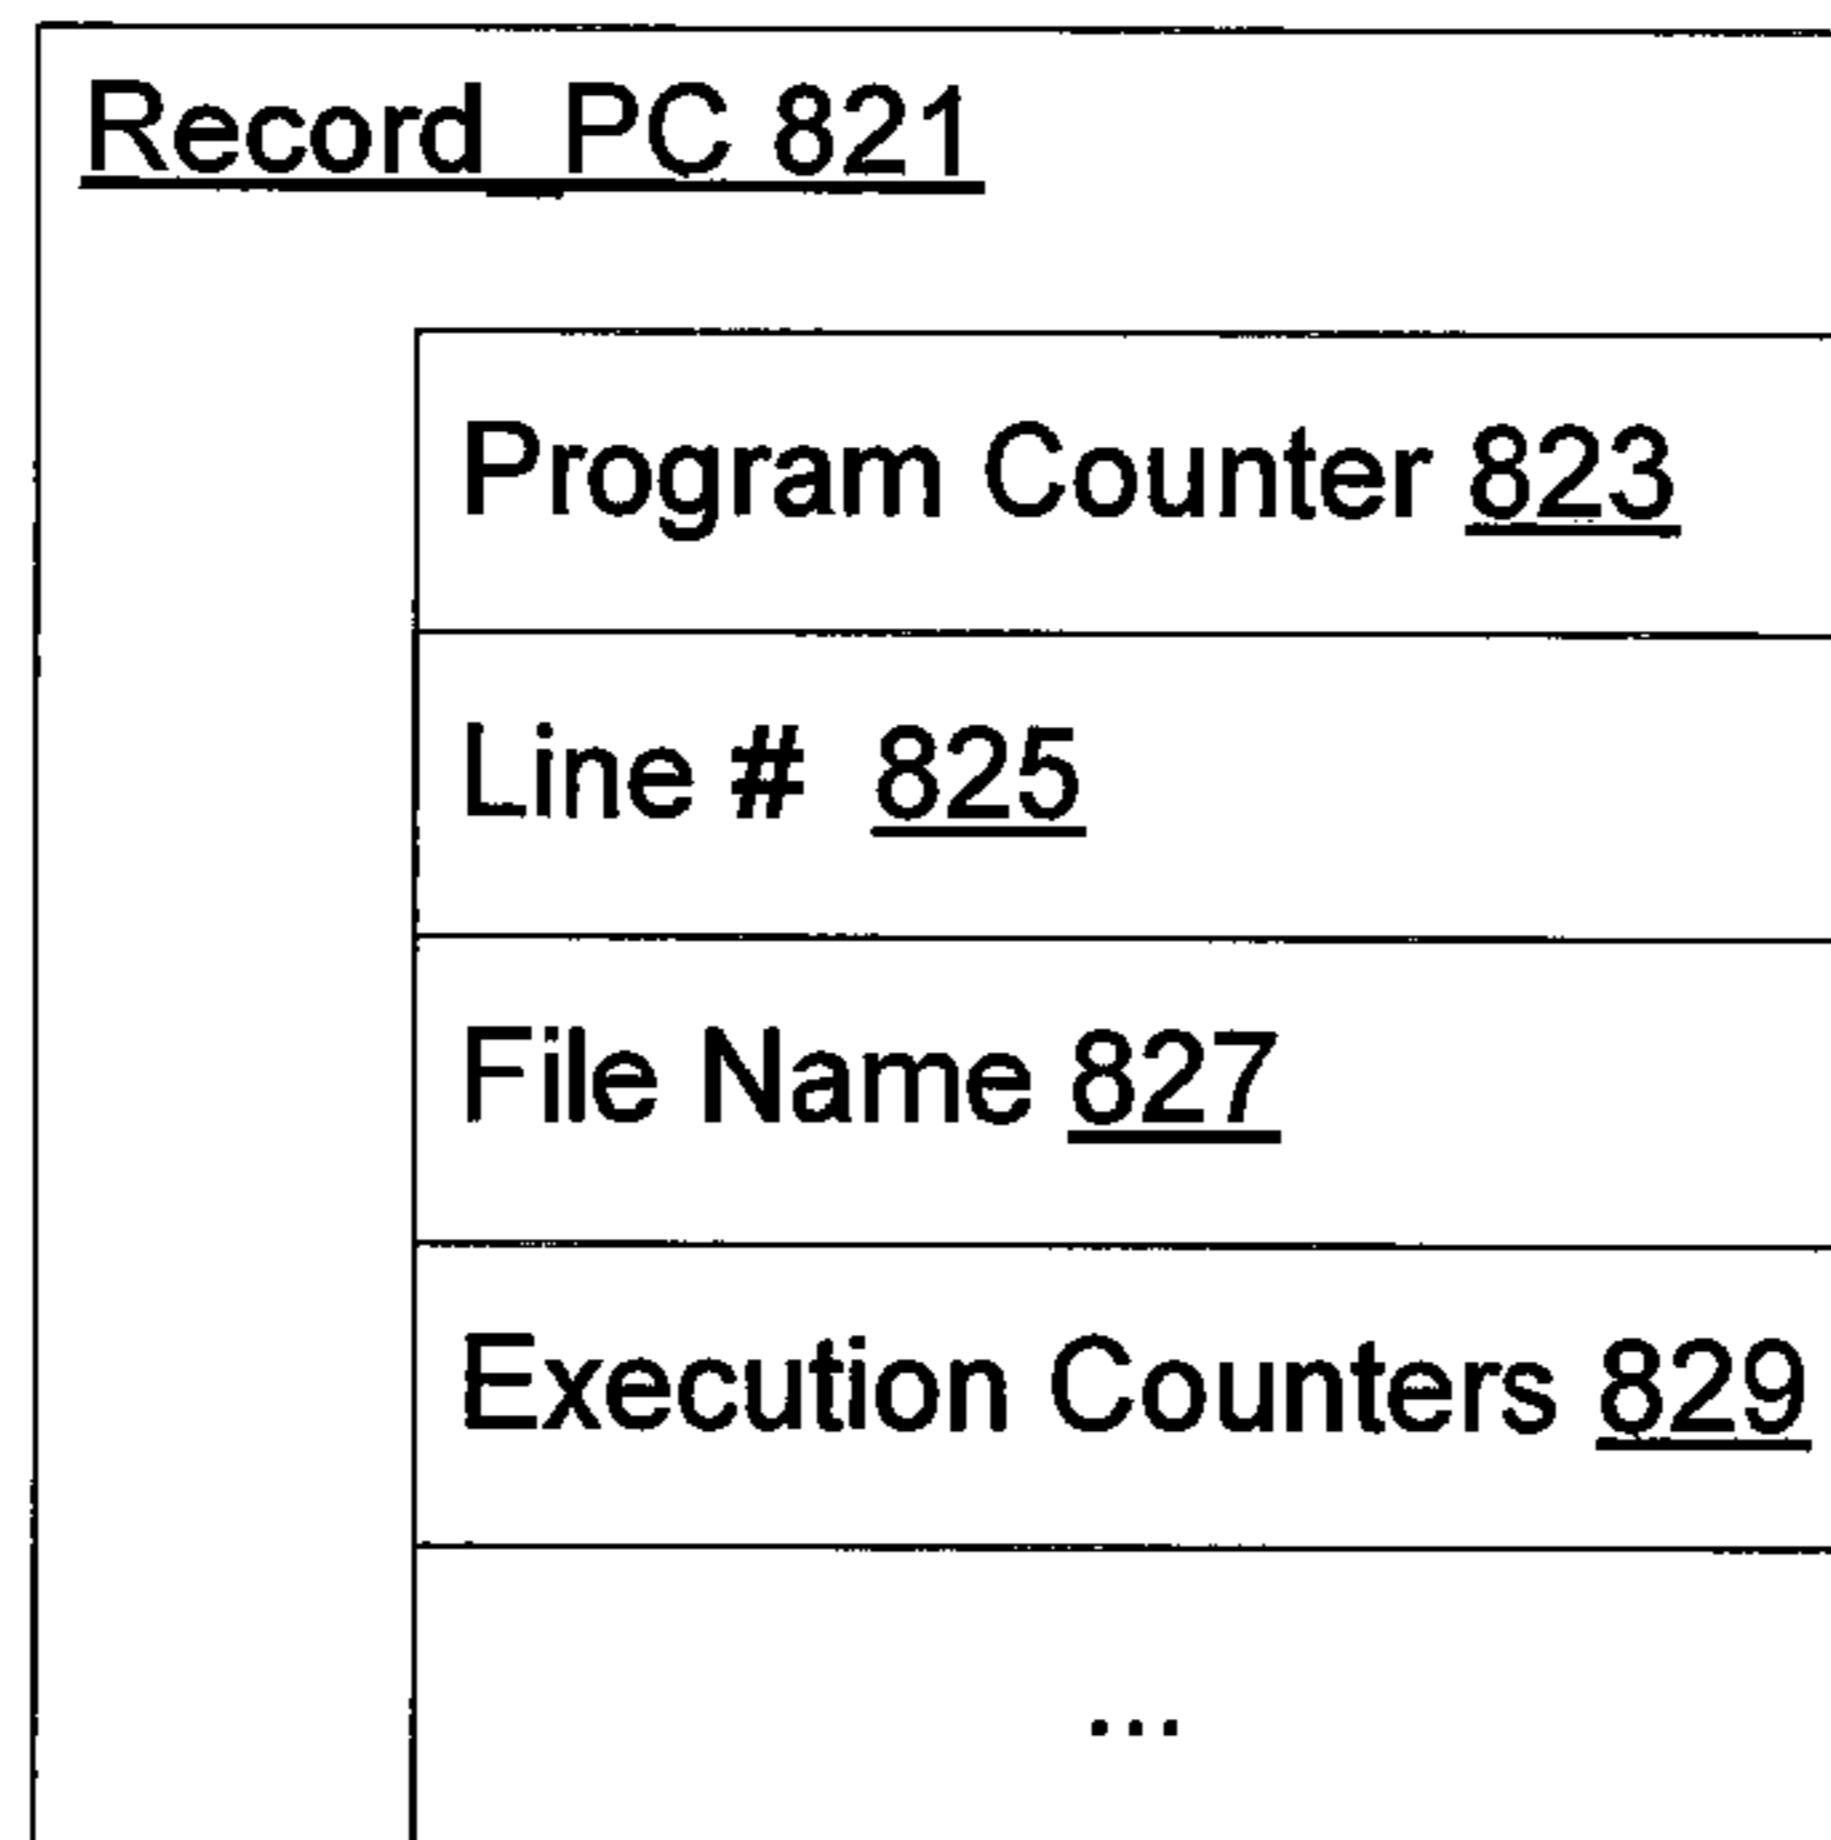 Record_PC 821
Program Counter 823
Line # 825
File Name 827
Execution Counters 829
...